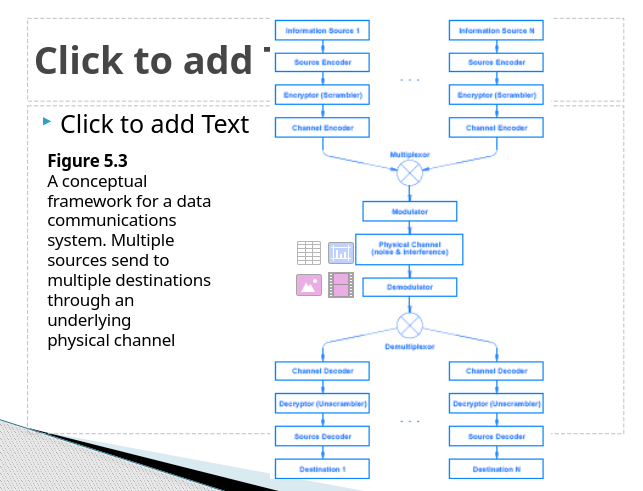 Click to add T
Click to add Text
Figure 5.3
A conceptual
framework for a data
communications
system. Multiple
sources send to
multiple destinations
through an
underlying
physical channel
Information Source 1
Information Source N
Source Encoder
Source Encoder
. . .
Encryptor (Scrambler)
Encryptor (Scrambler)
Channel Encoder
Channel Encoder
Multiplexor
Modulator
Physical Channel
(noise & interference)
Demodulator
Demultiplexor
Channel Decoder
Channel Decoder
Decryptor (Unscrambler)
Decryptor (Unscrambler)
. . .
Source Decoder
Source Decoder
Destination 1
Destination N